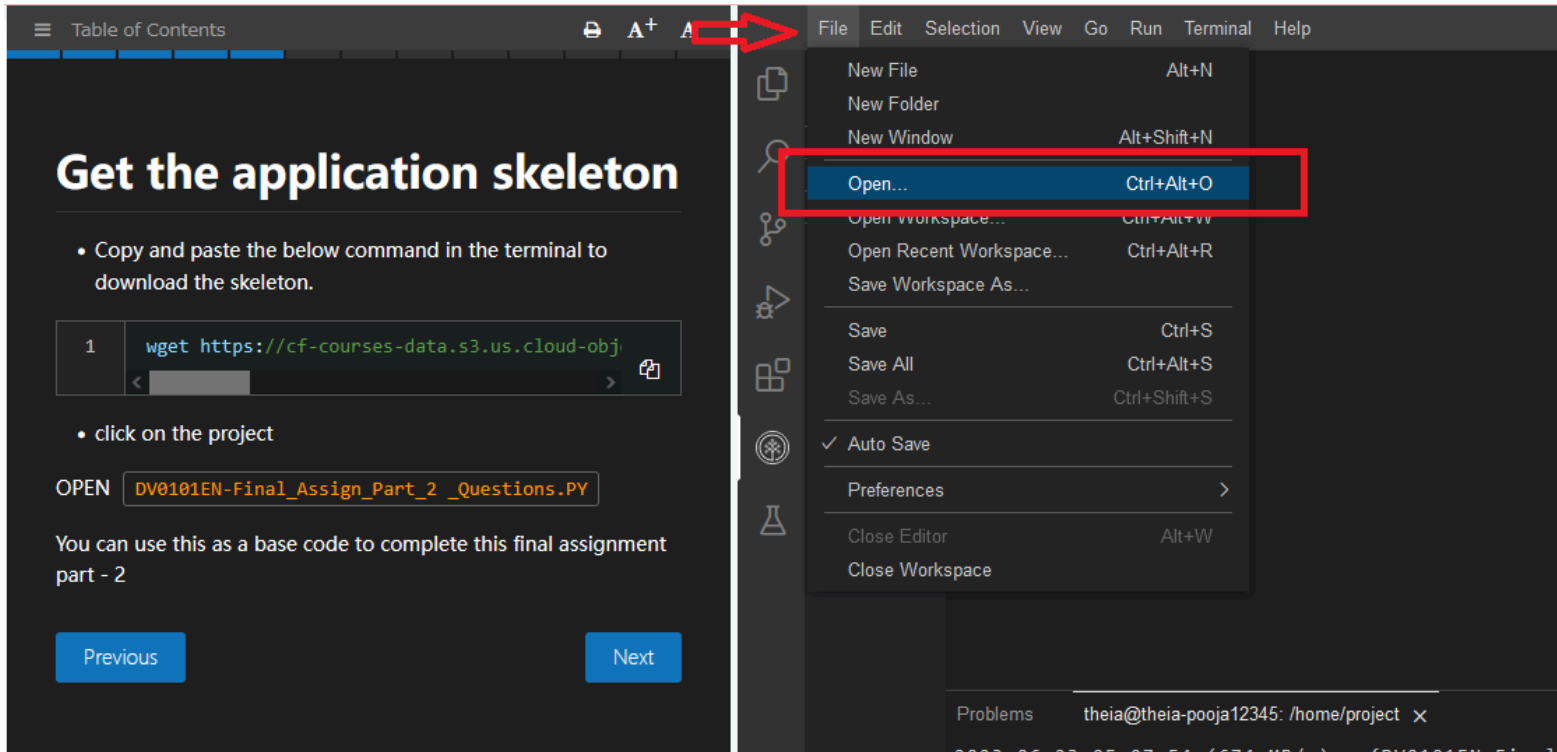 Table of Contents
A+ A
Get the application skeleton
• Copy and paste the below command in the terminal to
download the skeleton.
1 wget https://cf-courses-data.s3.us.cloud-obj
• click on the project
OPEN DV0101EN-Final_Assign_Part_2 _Questions.PY
You can use this as a base code to complete this final assignment
part - 2
Previous Next
File Edit Selection View Go Run Terminal Help
New File Alt+N
New Folder
New Window Alt+Shift+N
Open... Ctrl+Alt+O
Open Workspace... Ctrl+Alt+W
Open Recent Workspace... Ctrl+Alt+R
Save Workspace As...
Save Ctrl+S
Save All Ctrl+Alt+S
Save As... Ctrl+Shift+S
Auto Save
Preferences
Close Editor Alt+W
Close Workspace
Problems theia@theia-pooja12345: /home/project